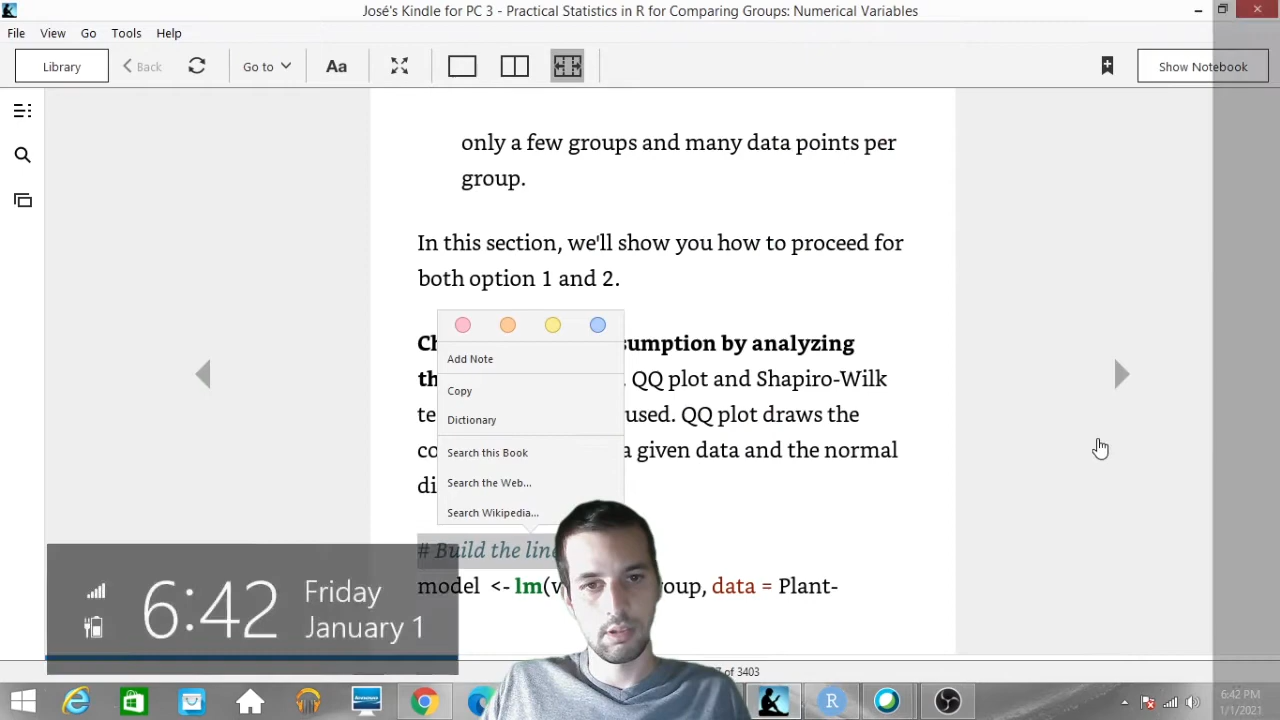 José's Kindle for PC 3 - Practical Statistics in R for Comparing Groups: Numerical Variables
File View Go Tools Help
Library Back Go to Aa Show Notebook
only a few groups and many data points per
group.
In this section, we'll show you how to proceed for
both option 1 and 2.
sumption by analyzing
QQ plot and Shapiro-Wilk
used. QQ plot draws the
a given data and the normal
Add Note
Copy
Dictionary
Search this Book
Search the Web...
Search Wikipedia...
# Build the line
model <- lm(v oup, data = Plant-
6:42 Friday
January 1
7 of 3403
6:42 PM
1/1/2021